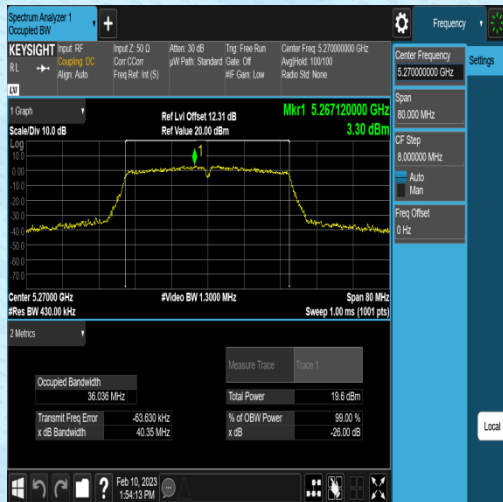 Spectrum Analyzer 1
Occupied BW
Frequency
KEYSIGHT
Input: RF
Coupling: DC
Align: Auto
Input Z: 50 Ω
Corr CCorr
Freq Ref: Int (S)
Atten: 30 dB
µW Path: Standard
Trig: Free Run
Gate: Off
#IF Gain: Low
Center Freq: 5.270000000 GHz
Avg|Hold: 100/100
Radio Std: None
RL
LXI
Center Frequency
5.270000000 GHz
Settings
Span
80.000 MHz
CF Step
8.000000 MHz
Auto
Man
Freq Offset
0 Hz
Local
1 Graph
Scale/Div 10.0 dB
Ref Lvl Offset 12.31 dB
Ref Value 20.00 dBm
Mkr1 5.267120000 GHz
3.30 dBm
Log
10.0
0.00
-10.0
-20.0
-30.0
-40.0
-50.0
-60.0
-70.0
1
Center 5.27000 GHz
#Video BW 1.3000 MHz
Span 80 MHz
#Res BW 430.00 kHz
Sweep 1.00 ms (1001 pts)
2 Metrics
Measure Trace
Trace 1
Occupied Bandwidth
36.036 MHz
Total Power
19.6 dBm
Transmit Freq Error
-63.630 kHz
% of OBW Power
99.00 %
x dB Bandwidth
40.35 MHz
x dB
-26.00 dB
?
Feb 10, 2023
1:54:13 PM